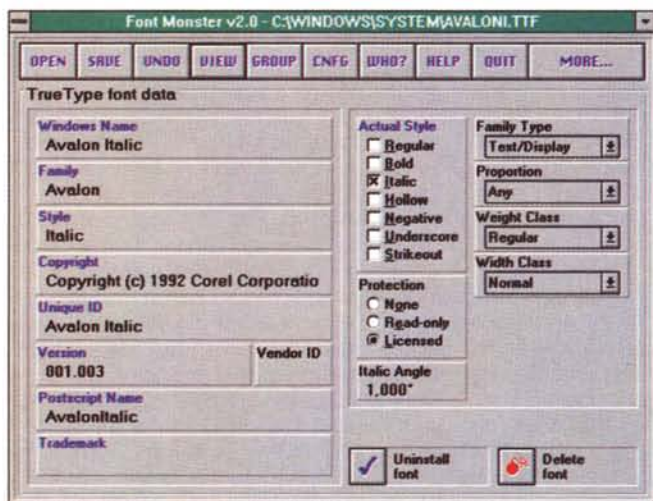 Font Monster v2.0 - C:\WINDOWS\SYSTEM\AVALONI.TTF
OPEN SAVE UNDO VIEW GROUP CNFG WHO? HELP QUIT MORE...
TrueType font data
Windows Name
Avalon Italic
Family
Avalon
Style
Italic
Copyright
Copyright (c) 1992 Corel Corporatio
Unique ID
Avalon Italic
Version
001.003
Vendor ID
Postscript Name
AvalonItalic
Trademark
Actual Style
Regular
Bold
Italic
Hollow
Negative
Underscore
Strikeout
Protection
None
Read-only
Licensed
Italic Angle
1,000°
Family Type
Text/Display
Proportion
Any
Weight Class
Regular
Width Class
Normal
Uninstall
font
Delete
font